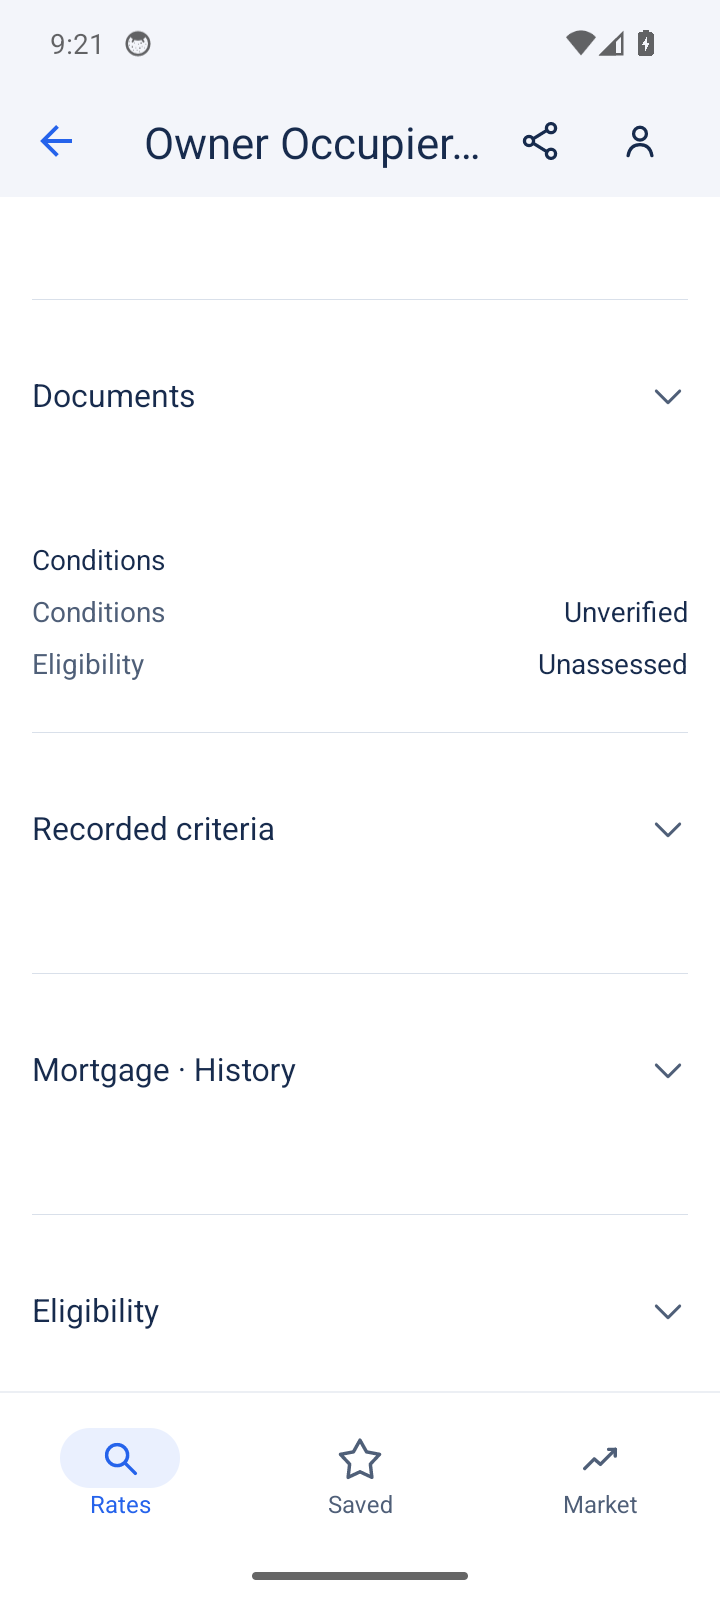 9:21
Owner Occupier...
Documents
Conditions
Conditions Unverified
Eligibility Unassessed
Recorded criteria
Mortgage · History
Eligibility
Rates Saved Market